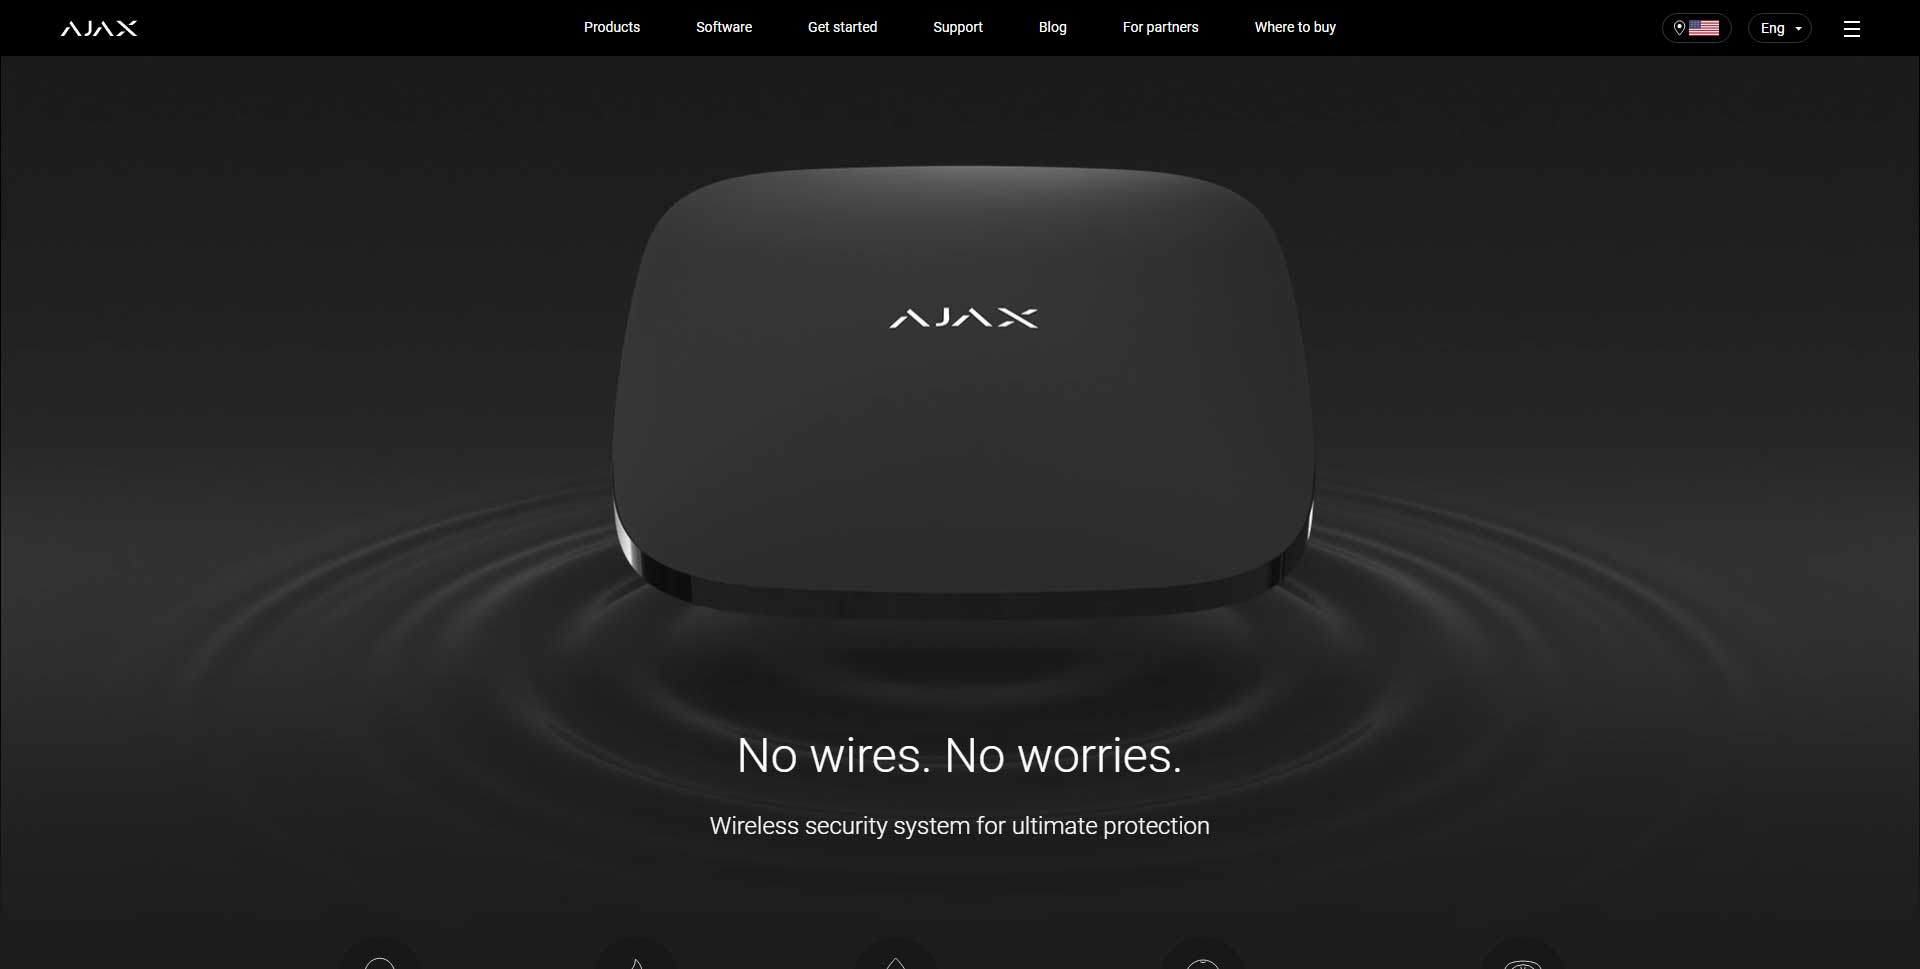 AJAX
Products
Software
Get started
Support
Blog
For partners
Where to buy
Eng
AJAX
No wires. No worries.
Wireless security system for ultimate protection